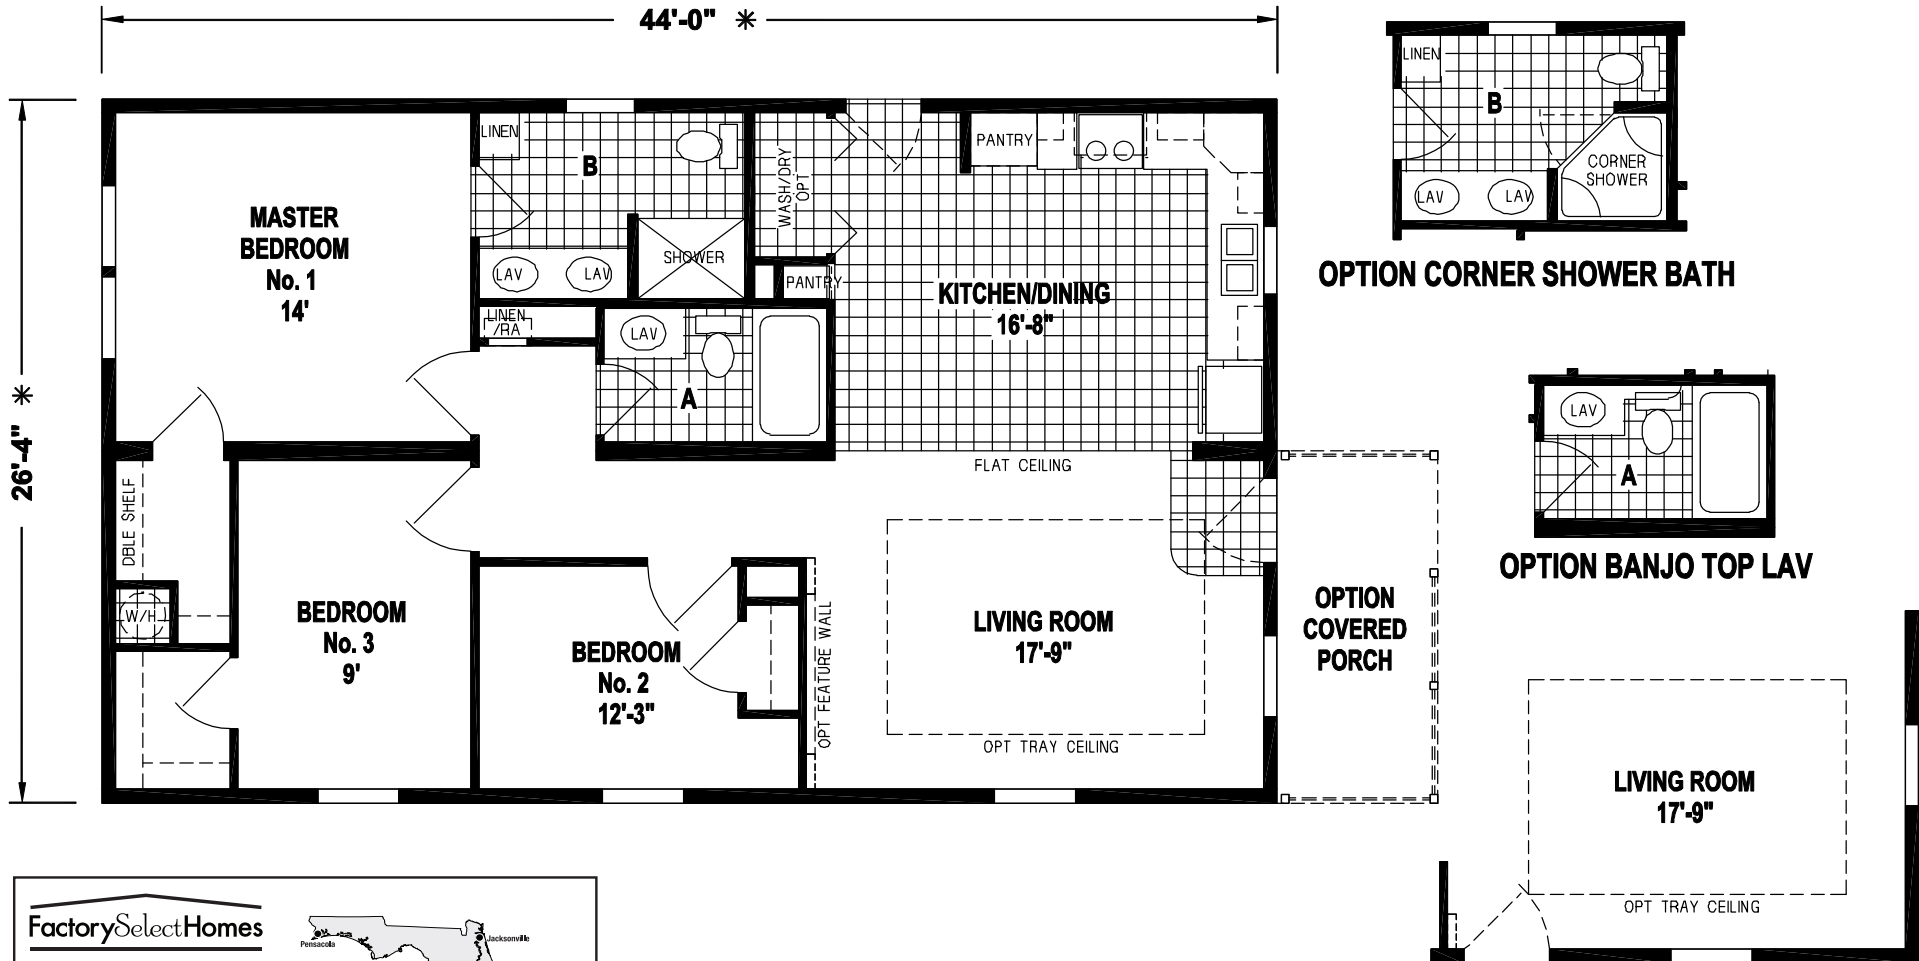 44'-0" ✳
26'-4" ✳
MASTER
BEDROOM
No. 1
14'
LINEN
B
LAV
LAV
SHOWER
WASH/DRY
OPT
PANTRY
PANTRY
KITCHEN/DINING
16'-8"
LINEN
/RA
LAV
A
FLAT CEILING
DBLE SHELF
W/H
BEDROOM
No. 3
9'
BEDROOM
No. 2
12'-3"
OPT FEATURE WALL
LIVING ROOM
17'-9"
OPT TRAY CEILING
OPTION
COVERED
PORCH
LINEN
B
LAV
LAV
CORNER
SHOWER
OPTION CORNER SHOWER BATH
LAV
A
OPTION BANJO TOP LAV
LIVING ROOM
17'-9"
OPT TRAY CEILING
FactorySelectHomes
Pensacola
Jacksonville